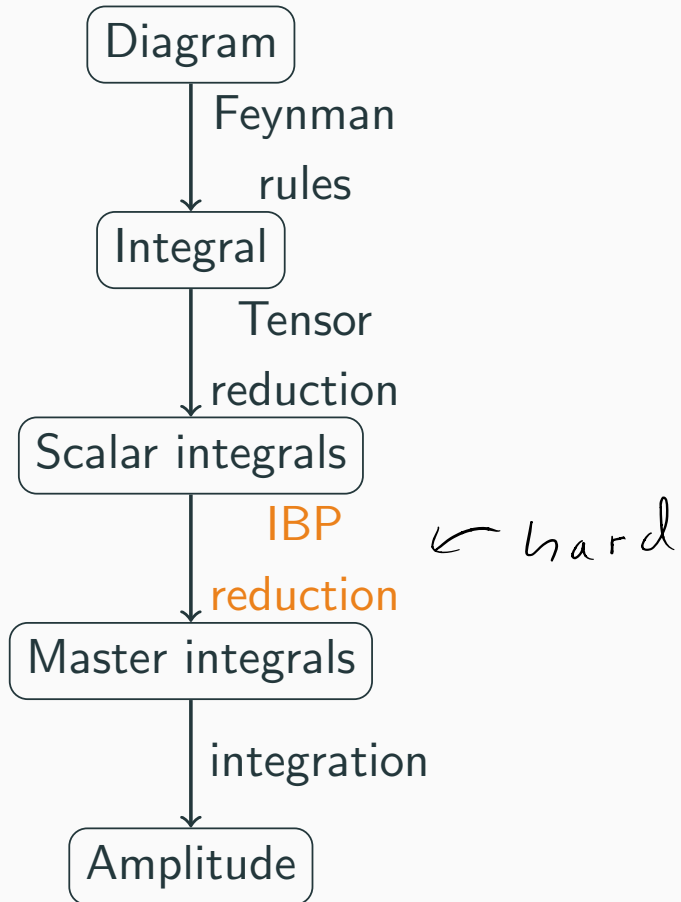 Diagram
Feynman
rules
Integral
Tensor
reduction
Scalar integrals
IBP
reduction
← hard
Master integrals
integration
Amplitude